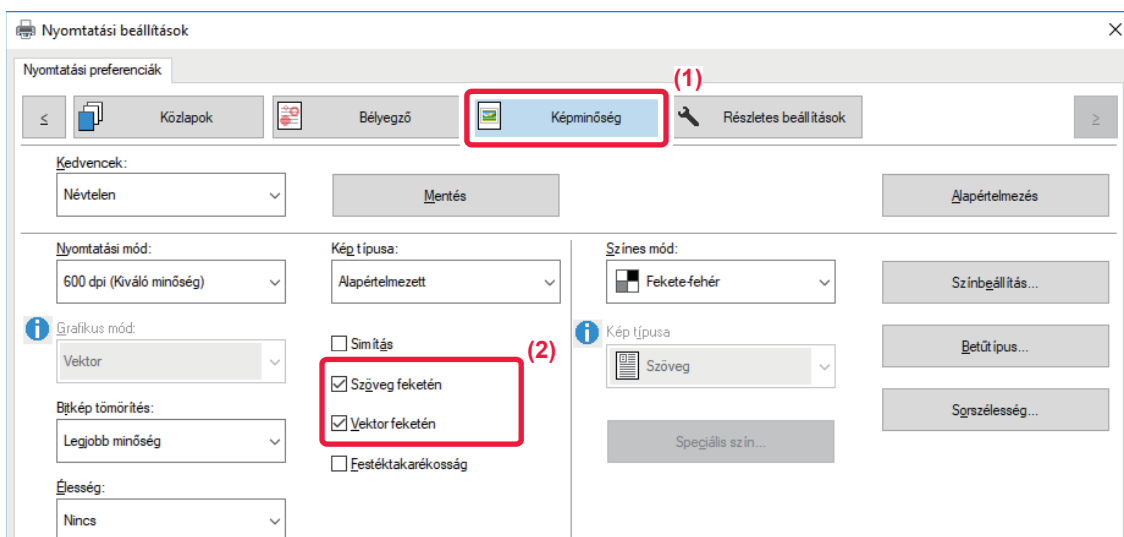 Nyomtatási beállítások
Nyomtatási preferenciák
(1)
<
Közlapok
Bélyegző
Képminőség
Részletes beállítások
>
Kedvencek:
Névtelen
Mentés
Alapértelmezés
Nyomtatási mód:
Kép típusa:
Színes mód:
600 dpi (Kiváló minőség)
Alapértelmezett
Fekete-fehér
Színbeállítás...
Grafikus mód:
Vektor
Simítás
(2)
Kép típusa
Szöveg
Betűtípus...
Szöveg feketén
Bitkép tömörítés:
Legjobb minőség
Vektor feketén
Sorszélesség...
Speciális szín...
Festéktakarékosság
Élesség:
Nincs